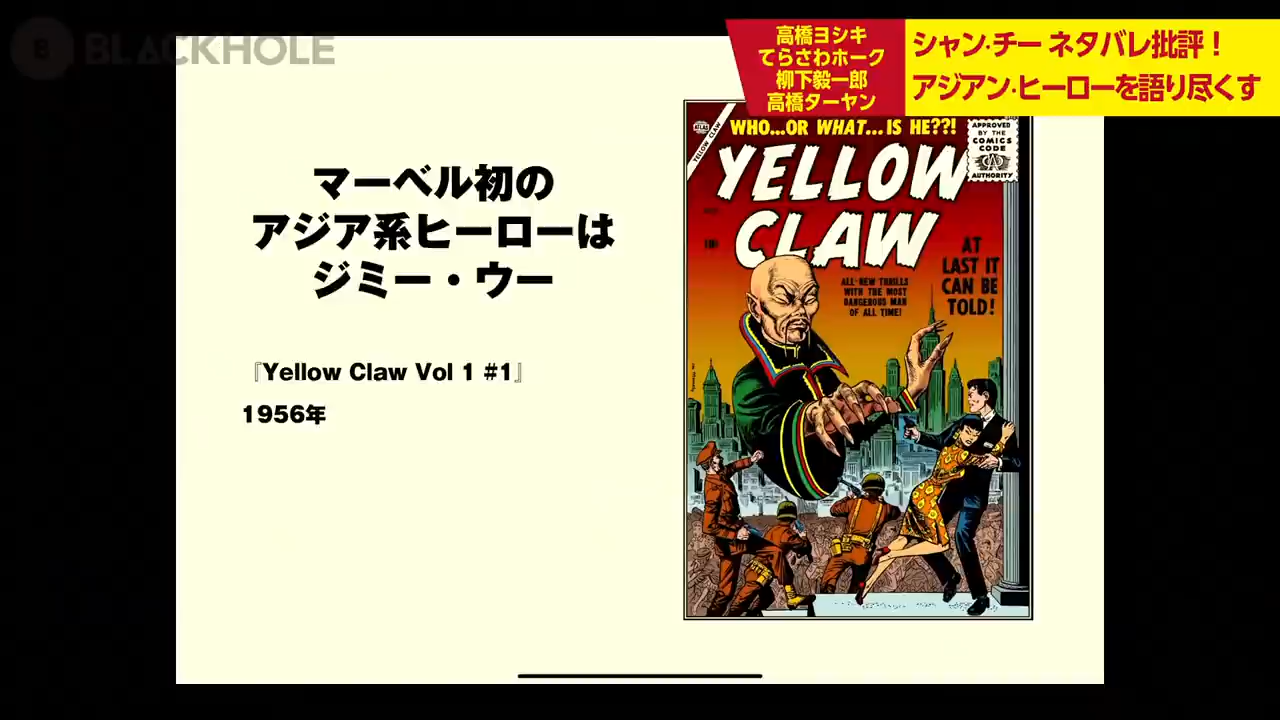 BLACKHOLE
高橋ヨシキ
てらさわホーク
柳下毅一郎
高橋ターヤン
シャン・チー ネタバレ批評！
アジアン・ヒーローを語り尽くす
マーベル初の
アジア系ヒーローは
ジミー・ウー
『Yellow Claw Vol 1 #1』
1956年
ATLAS
YELLOW CLAW
WHO...OR WHAT...IS HE??!
APPROVED
BY THE
COMICS
CODE
CA
AUTHORITY
YELLOW
CLAW
AT
LAST IT
CAN BE
TOLD!
ALL-NEW THRILLS
WITH THE MOST
DANGEROUS MAN
OF ALL TIME!